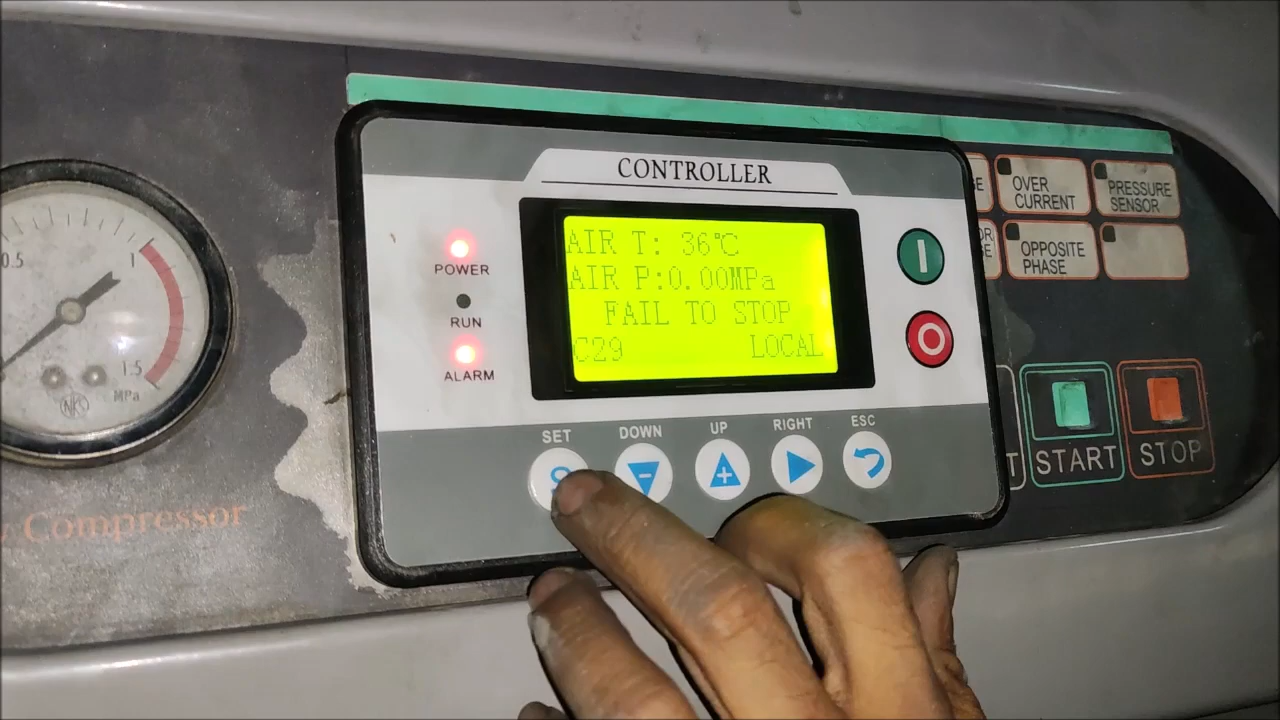 CONTROLLER
AIR T: 36℃
AIR P:0.00MPa
FAIL TO STOP
C29 LOCAL
POWER
RUN
ALARM
SET
DOWN
UP
RIGHT
ESC
0.5
1
1.5
MPa
Compressor
OVER
CURRENT
PRESSURE
SENSOR
OPPOSITE
PHASE
START
STOP